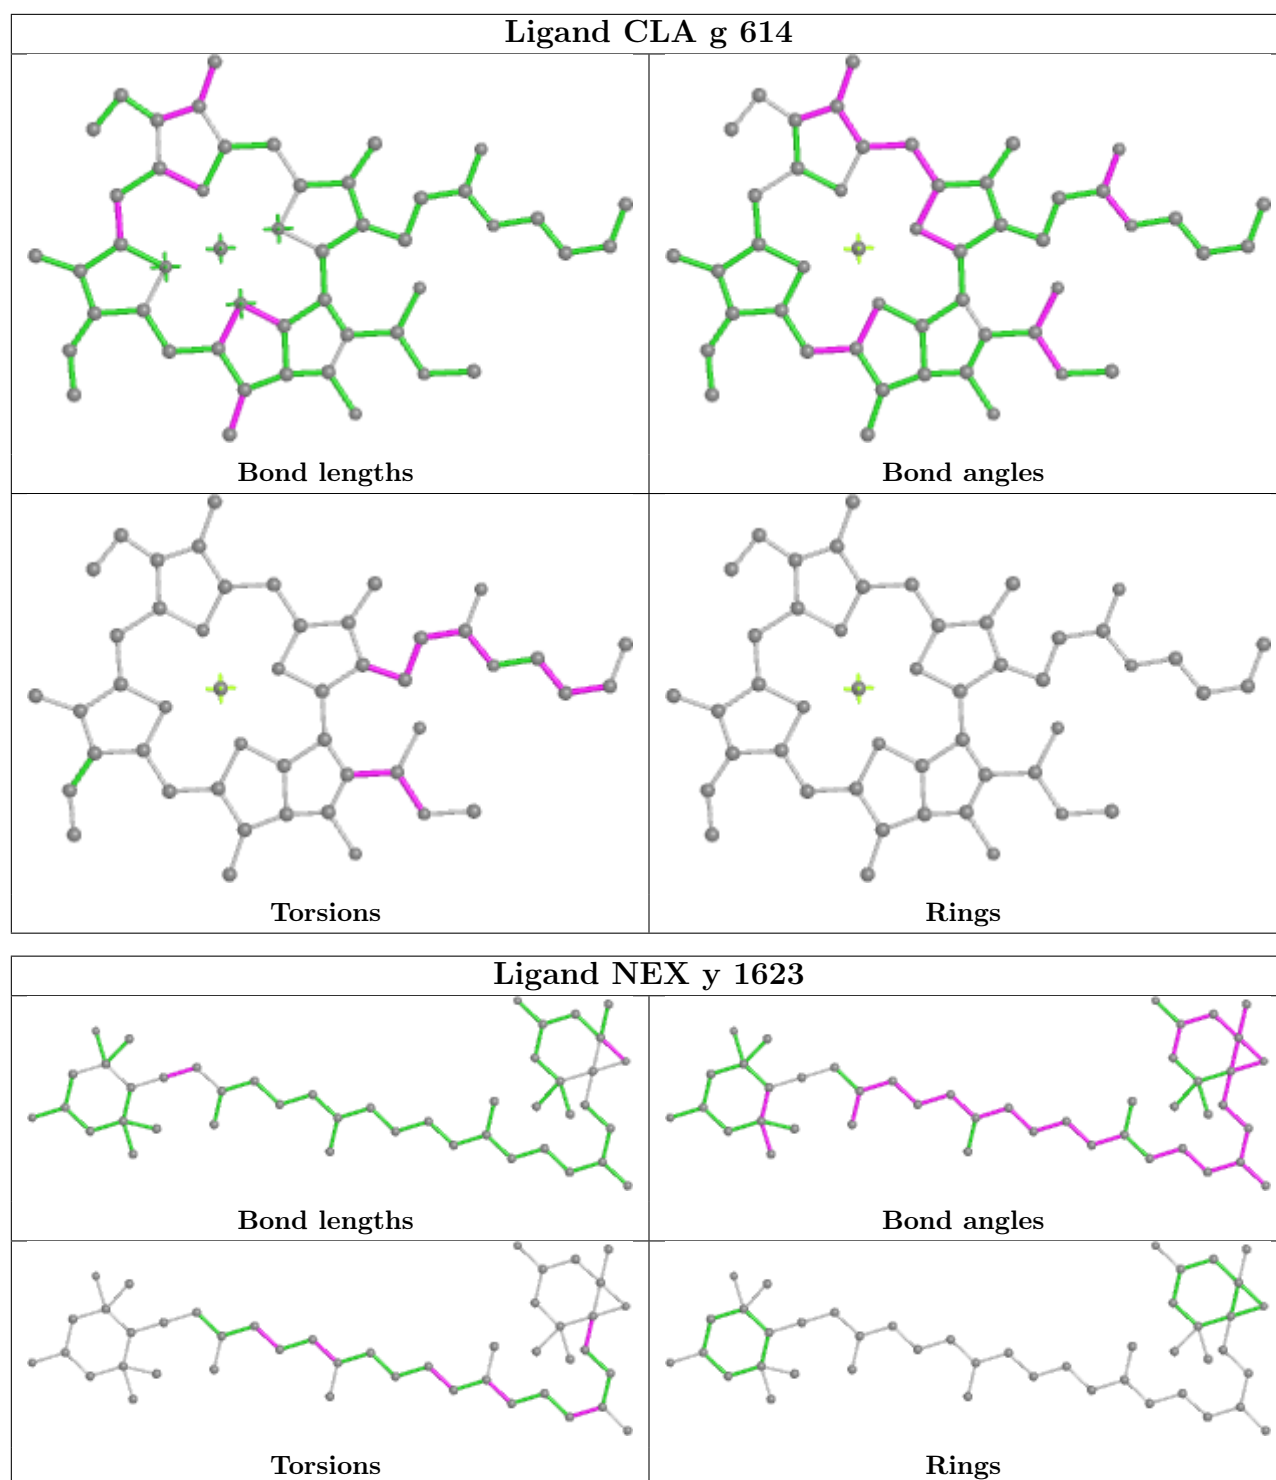 Ligand CLA g 614
Bond lengths
Bond angles
Torsions
Rings
Ligand NEX y 1623
Bond lengths
Bond angles
Torsions
Rings